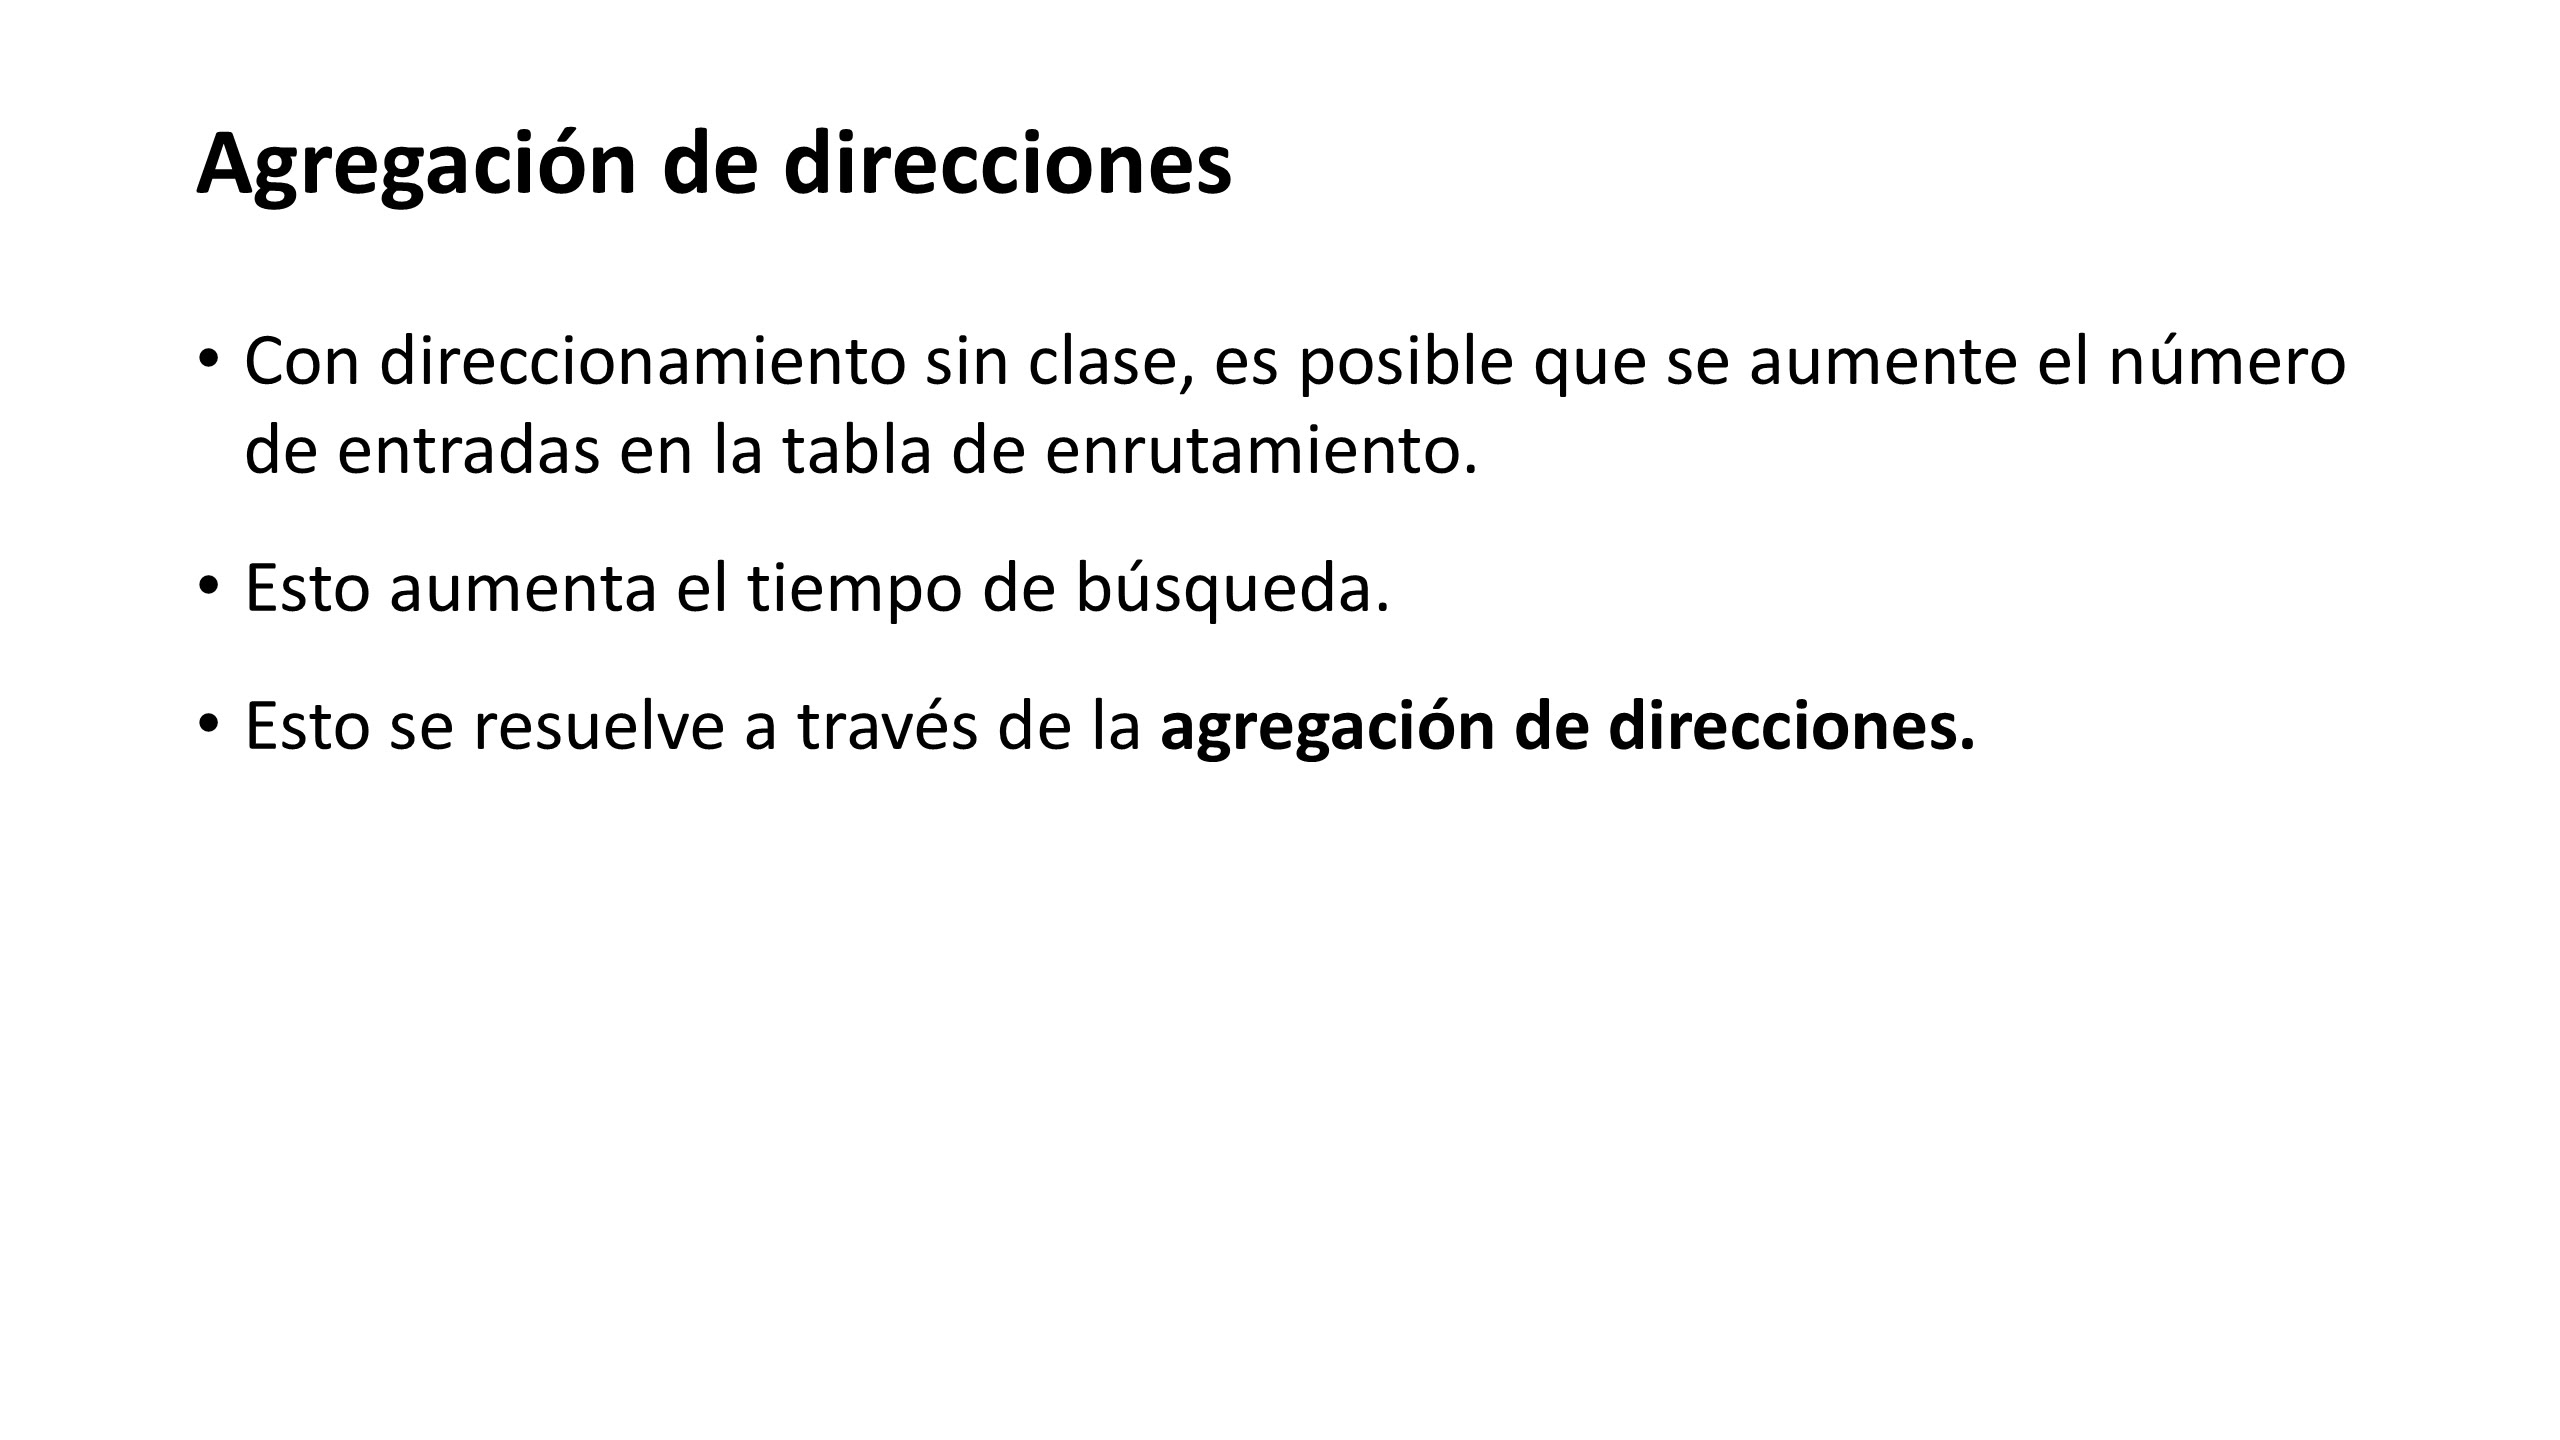 Agregación de direcciones
• Con direccionamiento sin clase, es posible que se aumente el número
de entradas en la tabla de enrutamiento.
• Esto aumenta el tiempo de búsqueda.
• Esto se resuelve a través de la agregación de direcciones.